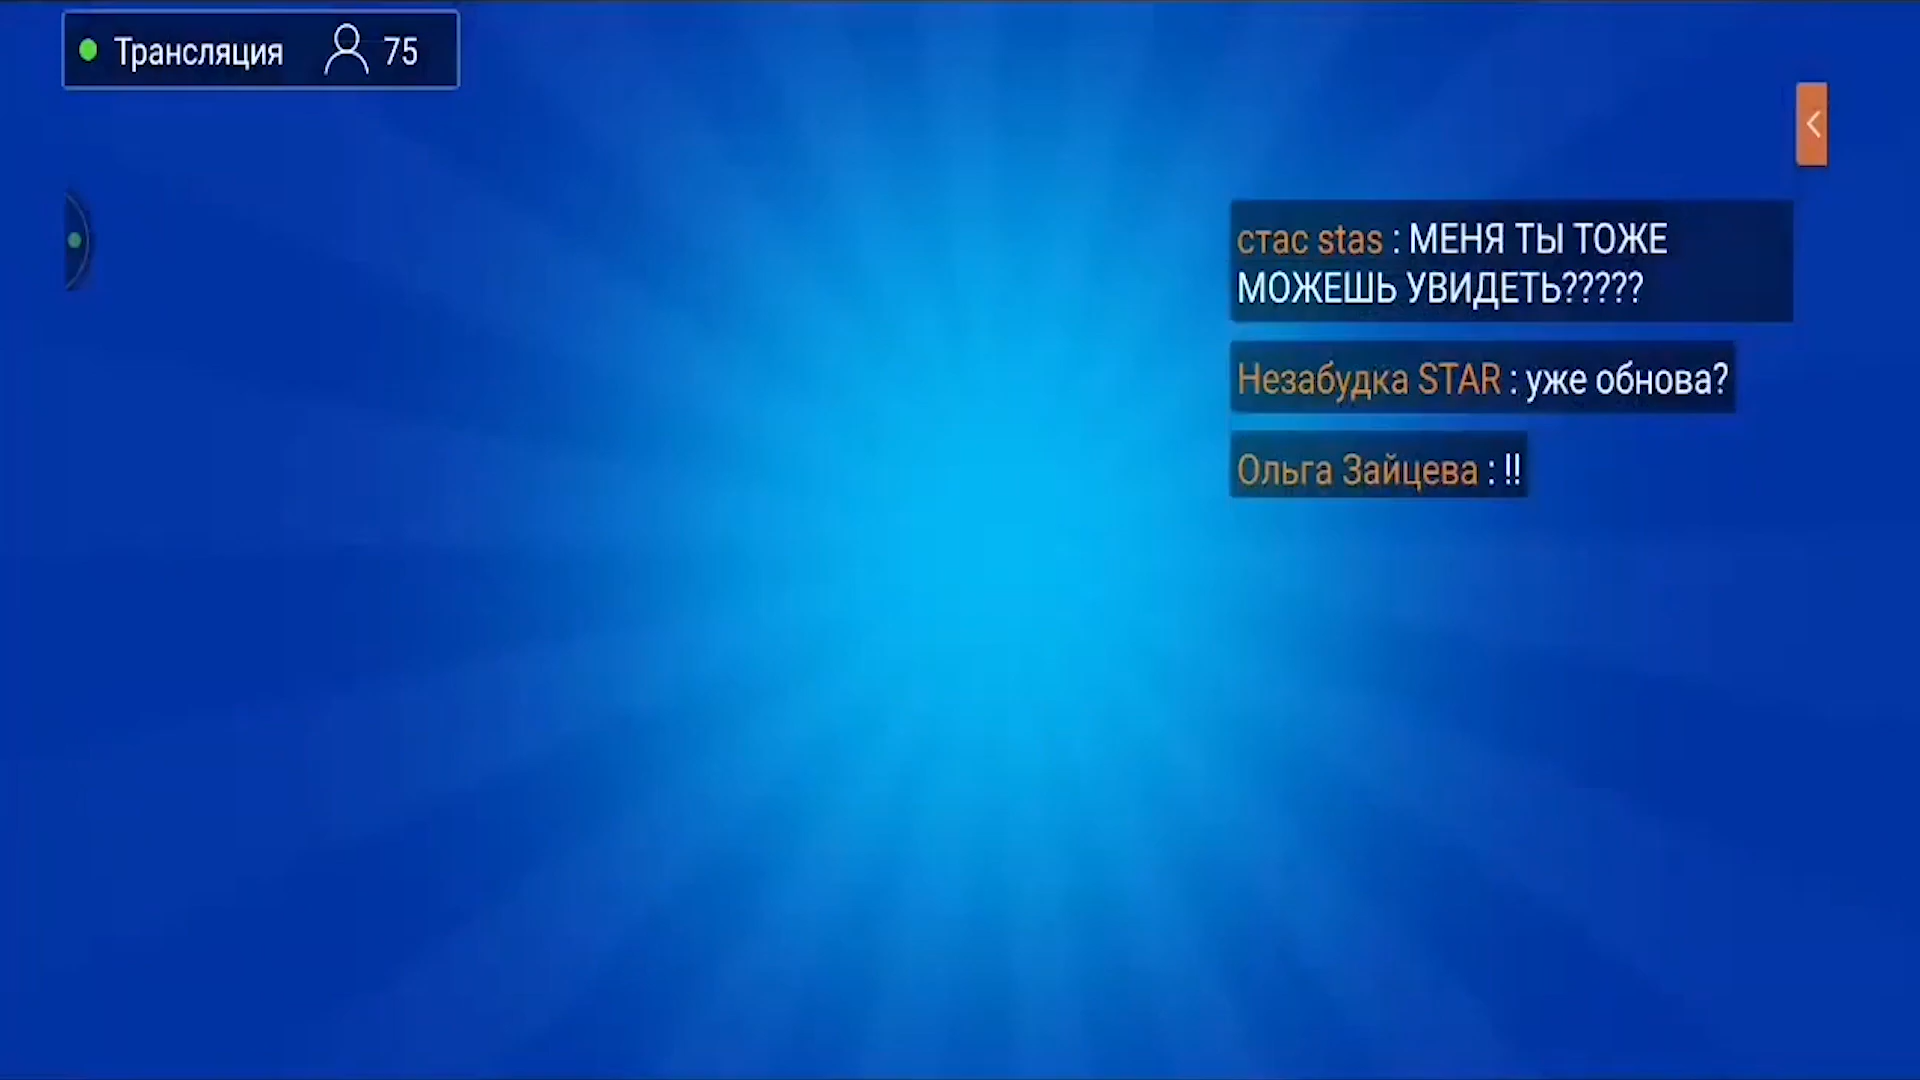 Трансляция 75
стас stas : МЕНЯ ТЫ ТОЖЕ
МОЖЕШЬ УВИДЕТЬ?????
Незабудка STAR : уже обнова?
Ольга Зайцева : !!